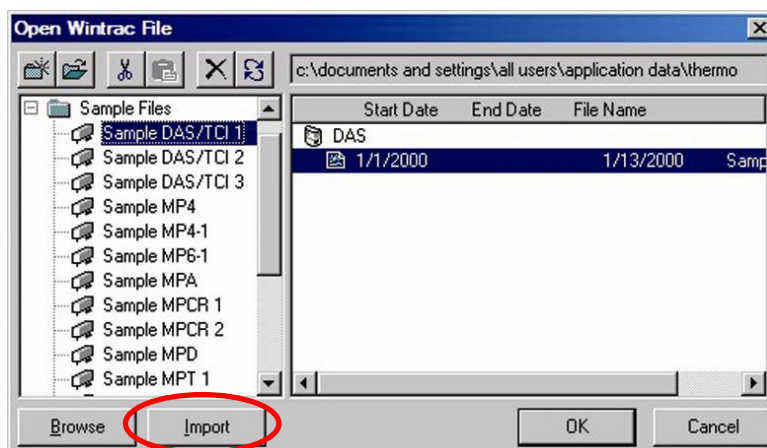 Open Wintrac File
c:\documents and settings\all users\application data\thermo
Sample Files
Sample DAS/TCI 1
Sample DAS/TCI 2
Sample DAS/TCI 3
Sample MP4
Sample MP4-1
Sample MP6-1
Sample MPA
Sample MPCR 1
Sample MPCR 2
Sample MPD
Sample MPT 1
Start Date End Date File Name
DAS
1/1/2000 1/13/2000 Samp
Browse Import OK Cancel